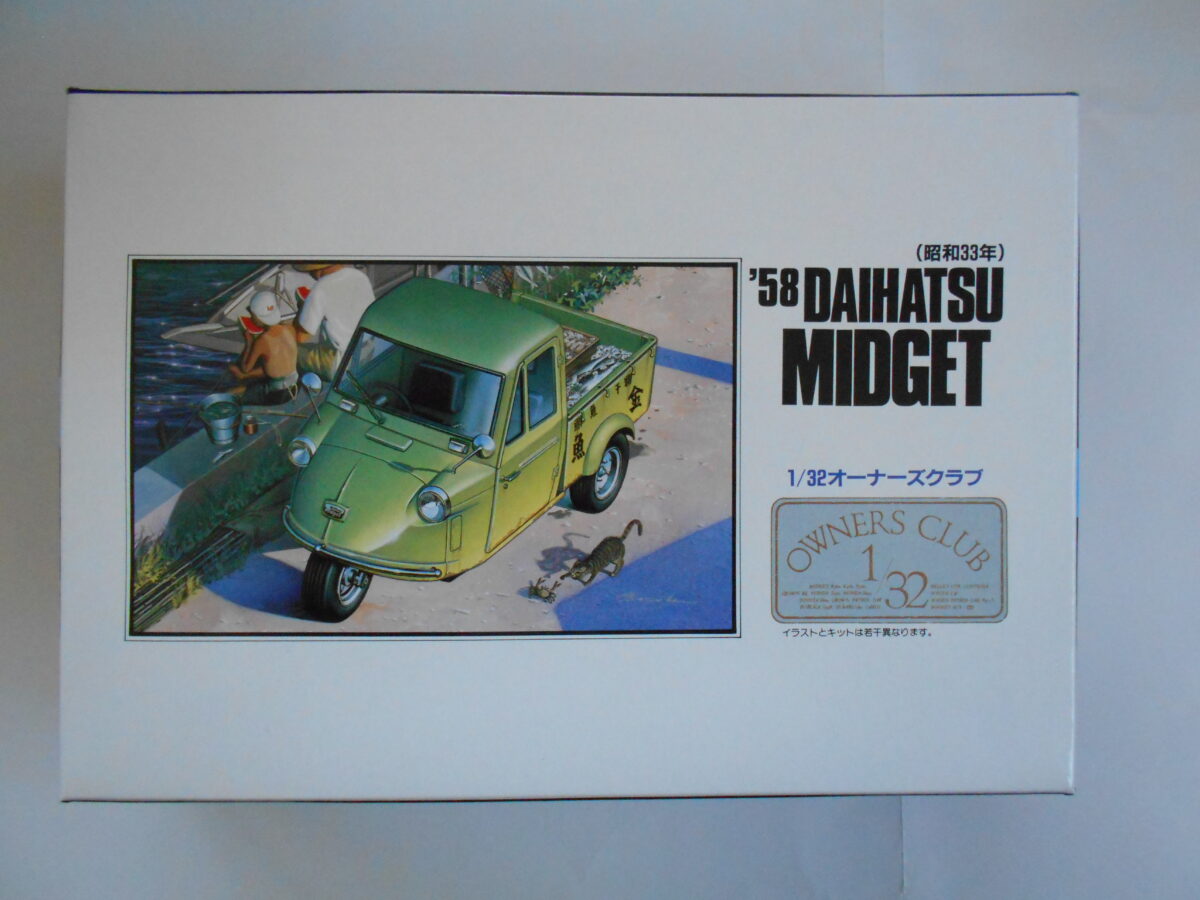 （昭和33年）
'58 DAIHATSU
MIDGET
1/32オーナーズクラブ
OWNERS CLUB
1/32
イラストとキットは若干異なります。
金
魚